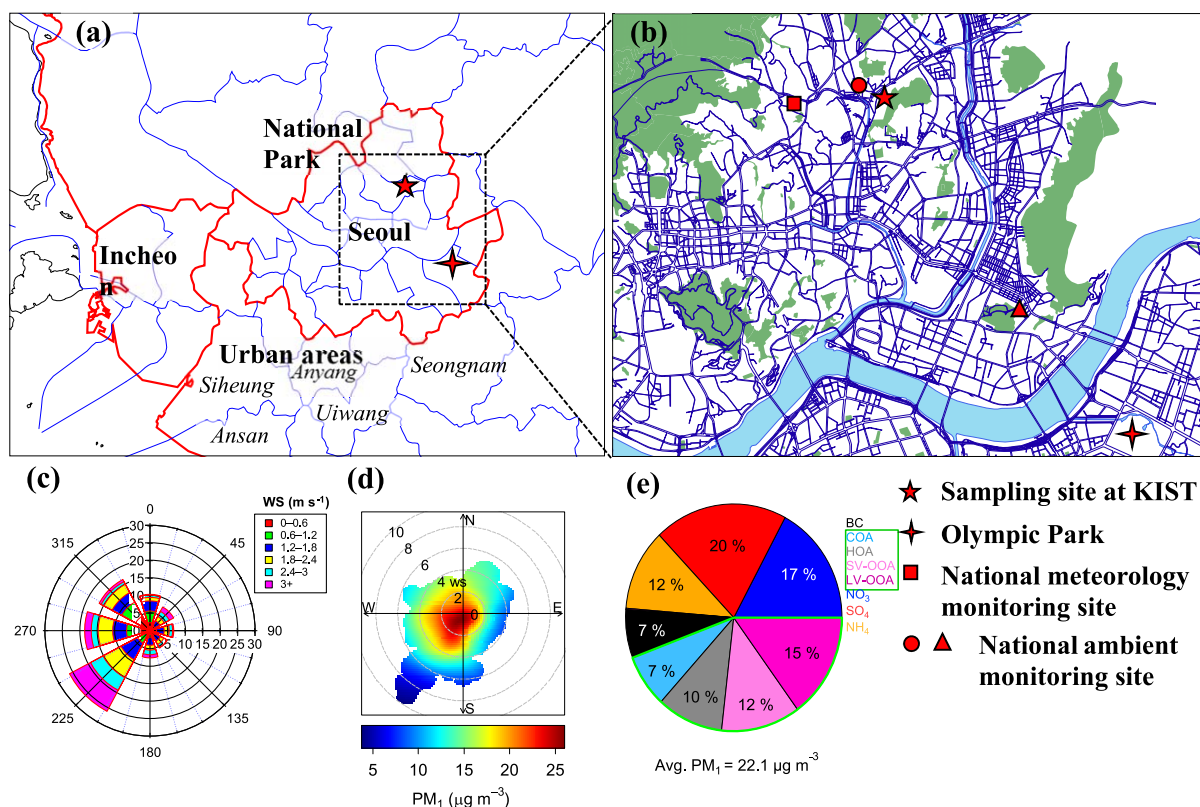 (a)
National
Park
Seoul
Incheo
n
Urban areas
Anyang
Seongnam
Siheung
Uiwang
Ansan
(b)
(c)
0
45
90
135
180
225
270
315
30
25
20
15
10
5
0
5 10 15 20 25 30
WS (m s⁻¹)
0–0.6
0.6–1.2
1.2–1.8
1.8–2.4
2.4–3
3+
(d)
N
E
S
W
10
8
6
4 ws
2
0
5 10 15 20 25
PM₁ (µg m⁻³)
(e)
20 %
17 %
12 %
7 %
7 %
10 %
12 %
15 %
BC
COA
HOA
SV-OOA
LV-OOA
NO₃
SO₄
NH₄
Avg. PM₁ = 22.1 µg m⁻³
Sampling site at KIST
Olympic Park
National meteorology
monitoring site
National ambient
monitoring site